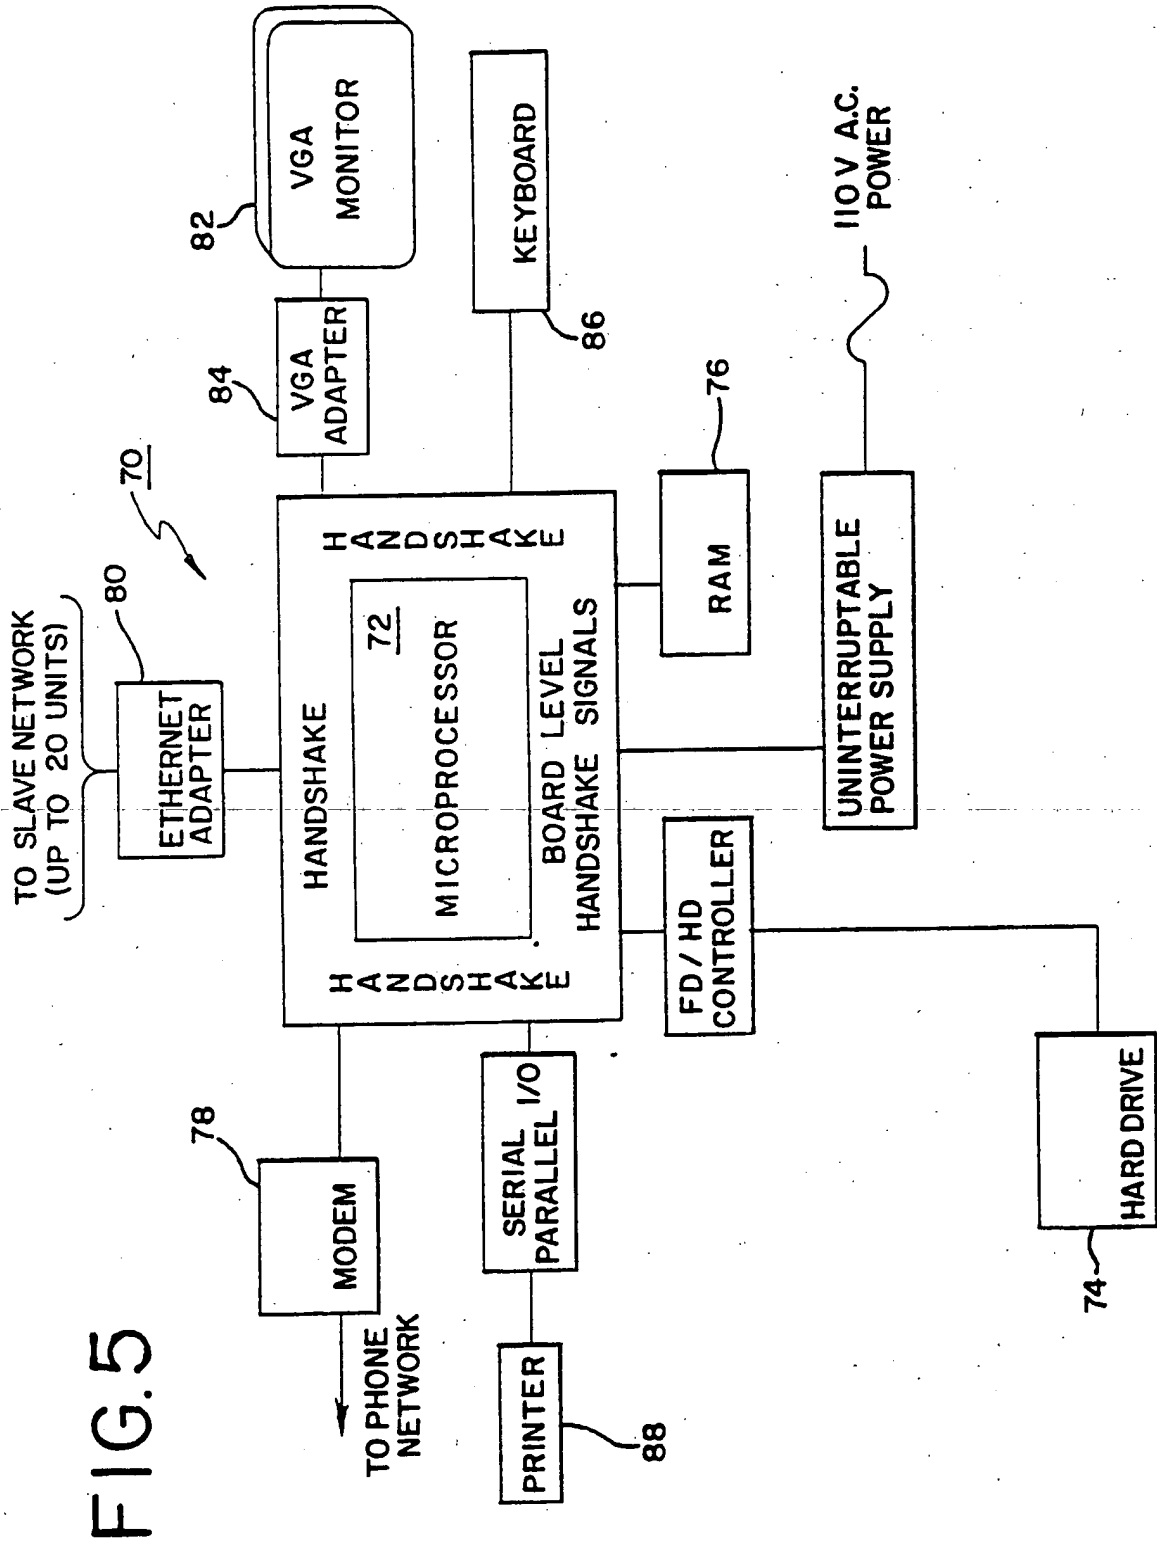 FIG.5
TO SLAVE NETWORK
(UP TO 20 UNITS)
80
70
ETHERNET
ADAPTER
78
MODEM
TO PHONE
NETWORK
84
VGA
ADAPTER
82
VGA
MONITOR
HANDSHAKE
HANDSHAKE
HANDSHAKE
72
MICROPROCESSOR
BOARD LEVEL
HANDSHAKE SIGNALS
SERIAL I/O
PARALLEL
PRINTER
88
KEYBOARD
86
FD/HD
CONTROLLER
RAM
76
UNINTERRUPTABLE
POWER SUPPLY
110V A.C.
POWER
74
HARD DRIVE